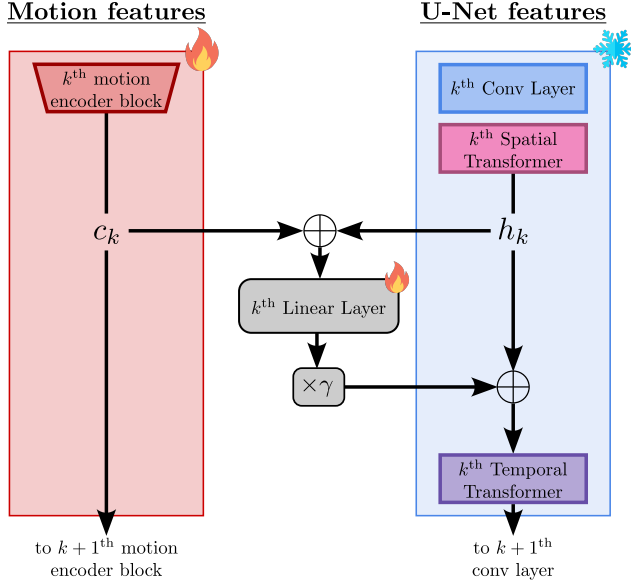 Motion features
U-Net features
kᵗʰ motion
encoder block
kᵗʰ Conv Layer
kᵗʰ Spatial
Transformer
cₖ
hₖ
kᵗʰ Linear Layer
×γ
kᵗʰ Temporal
Transformer
to k + 1ᵗʰ motion
encoder block
to k + 1ᵗʰ
conv layer